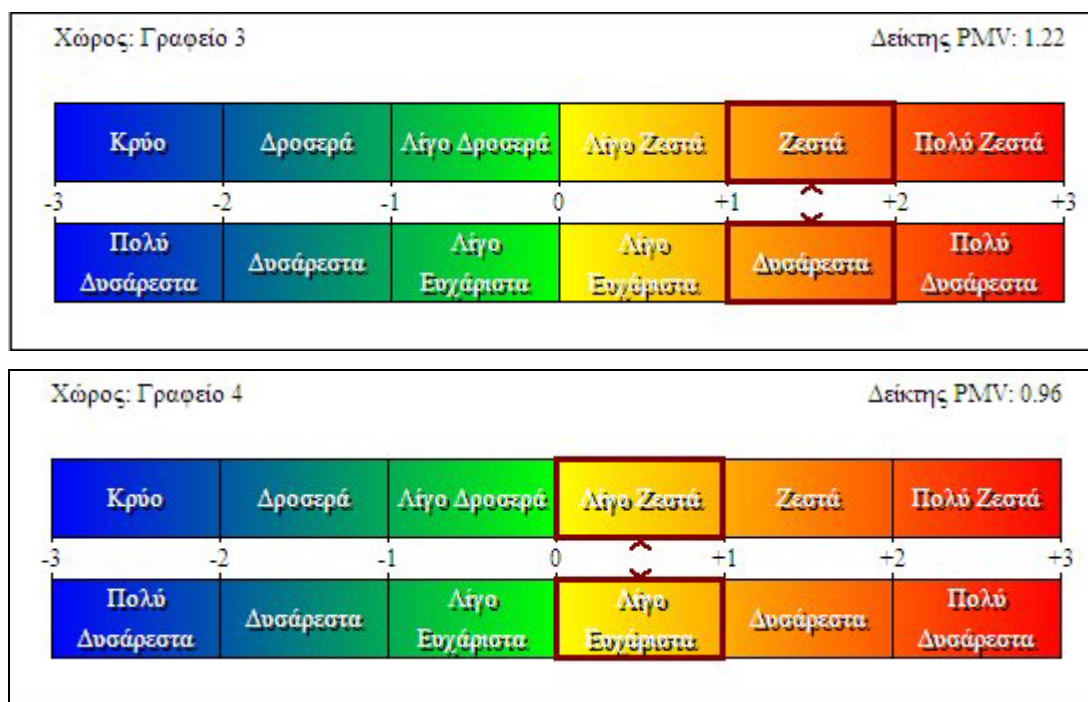 Χώρος: Γραφείο 3 Δείκτης PMV: 1.22
Κρύο Δροσερά Λίγο Δροσερά Λίγο Ζεστά Ζεστά Πολύ Ζεστά
-3 -2 -1 0 +1 +2 +3
Πολύ Δυσάρεστα Δυσάρεστα Λίγο Ευχάριστα Λίγο Ευχάριστα Δυσάρεστα Πολύ Δυσάρεστα
Χώρος: Γραφείο 4 Δείκτης PMV: 0.96
Κρύο Δροσερά Λίγο Δροσερά Λίγο Ζεστά Ζεστά Πολύ Ζεστά
-3 -2 -1 0 +1 +2 +3
Πολύ Δυσάρεστα Δυσάρεστα Λίγο Ευχάριστα Λίγο Ευχάριστα Δυσάρεστα Πολύ Δυσάρεστα